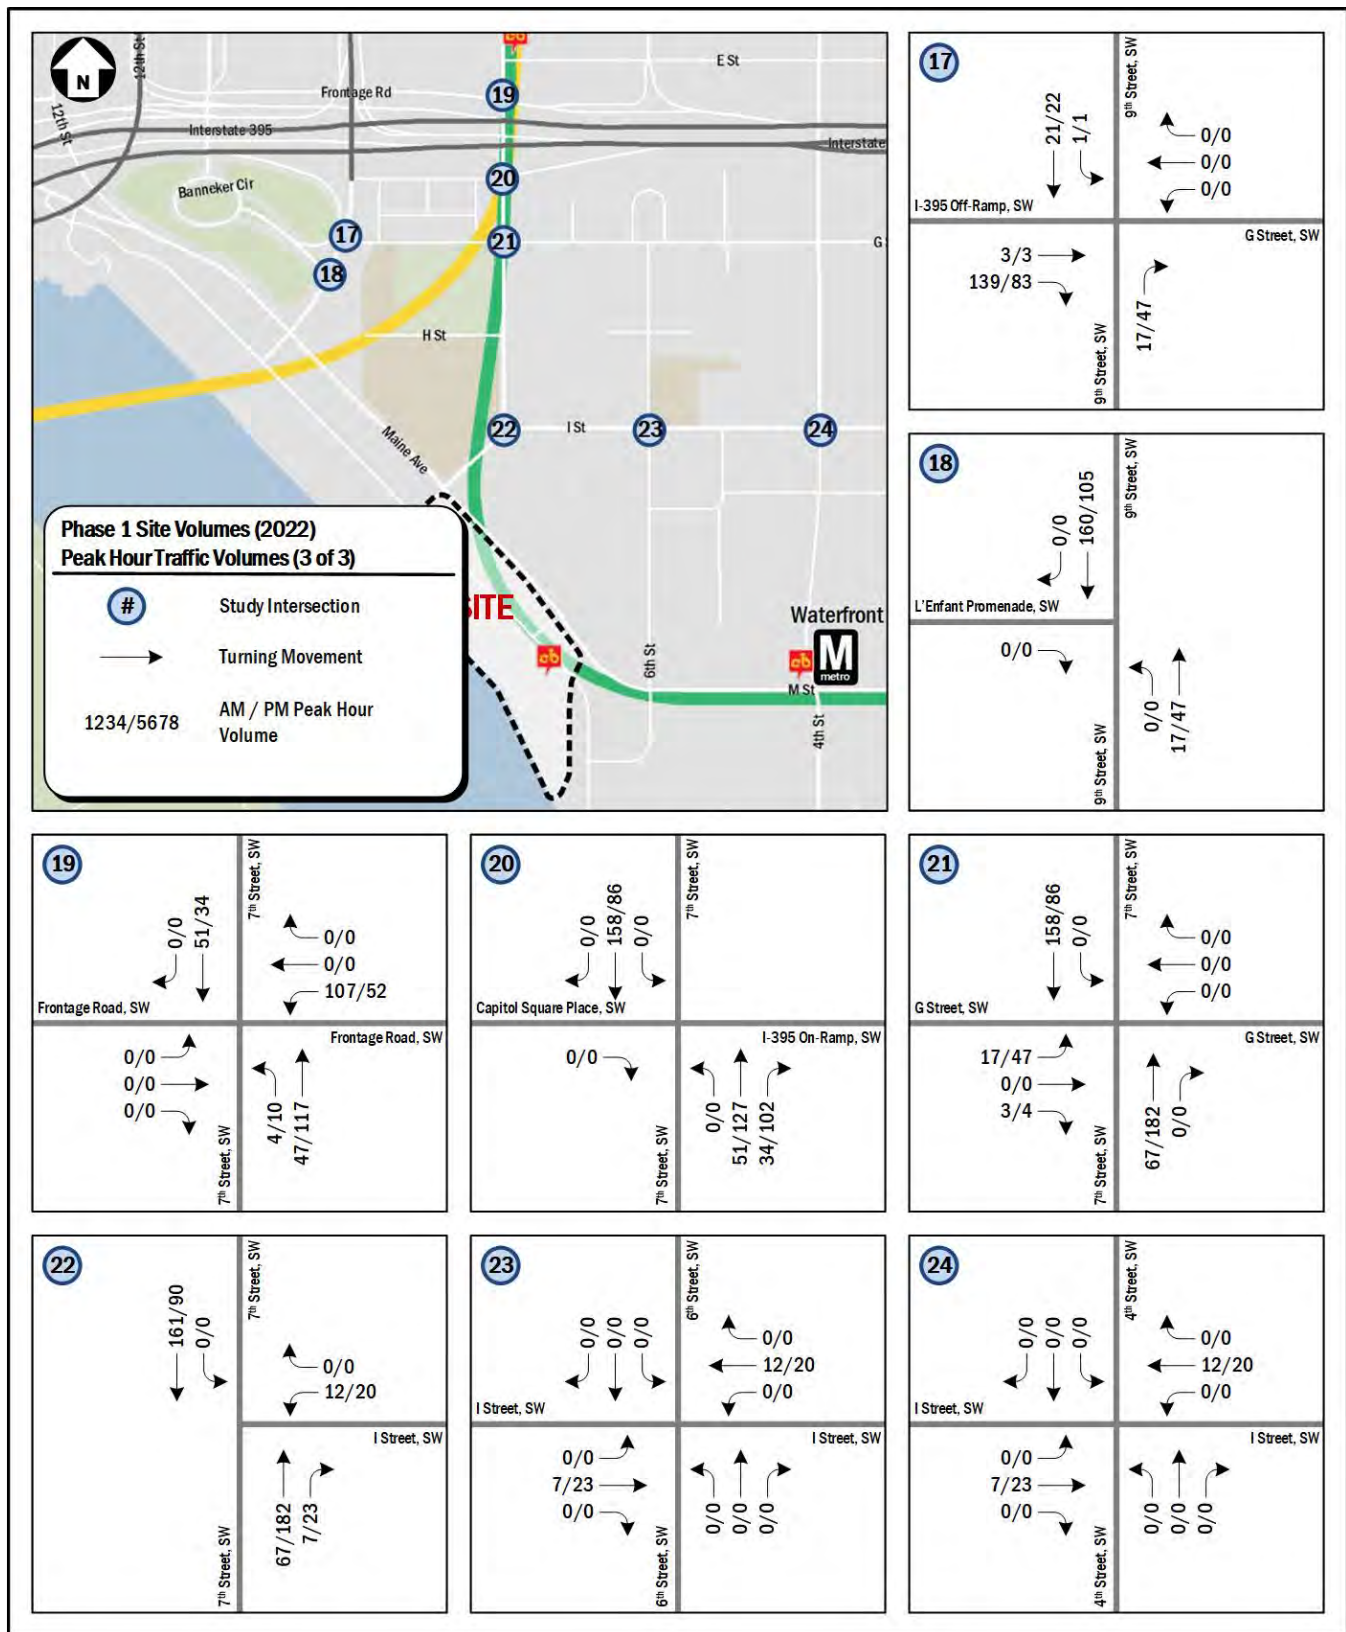 N
12th St
12th St
Frontage Rd
E St
Interstate 395
Interstate
Banneker Cir
19
20
17
21
G
18
H St
22
I St
23
24
Maine Ave
Phase 1 Site Volumes (2022)
Peak Hour Traffic Volumes (3 of 3)
# Study Intersection
Turning Movement
1234/5678 AM / PM Peak Hour
Volume
SITE
cb
cb
cb
Waterfront
M
metro
6th St
M St
4th St
17
9th Street, SW
21/22
1/1
0/0
0/0
0/0
I-395 Off-Ramp, SW
G Street, SW
3/3
139/83
17/47
9th Street, SW
18
9th Street, SW
0/0
160/105
L'Enfant Promenade, SW
0/0
0/0
17/47
9th Street, SW
19
7th Street, SW
0/0
51/34
0/0
0/0
107/52
Frontage Road, SW
Frontage Road, SW
0/0
0/0
0/0
4/10
47/117
7th Street, SW
20
7th Street, SW
0/0
158/86
0/0
Capitol Square Place, SW
I-395 On-Ramp, SW
0/0
0/0
51/127
34/102
7th Street, SW
21
7th Street, SW
158/86
0/0
0/0
0/0
0/0
G Street, SW
G Street, SW
17/47
0/0
3/4
67/182
0/0
7th Street, SW
22
7th Street, SW
161/90
0/0
0/0
12/20
I Street, SW
67/182
7/23
7th Street, SW
23
6th Street, SW
0/0
0/0
0/0
0/0
12/20
0/0
I Street, SW
I Street, SW
0/0
7/23
0/0
0/0
0/0
0/0
6th Street, SW
24
4th Street, SW
0/0
0/0
0/0
0/0
12/20
0/0
I Street, SW
I Street, SW
0/0
7/23
0/0
0/0
0/0
0/0
4th Street, SW